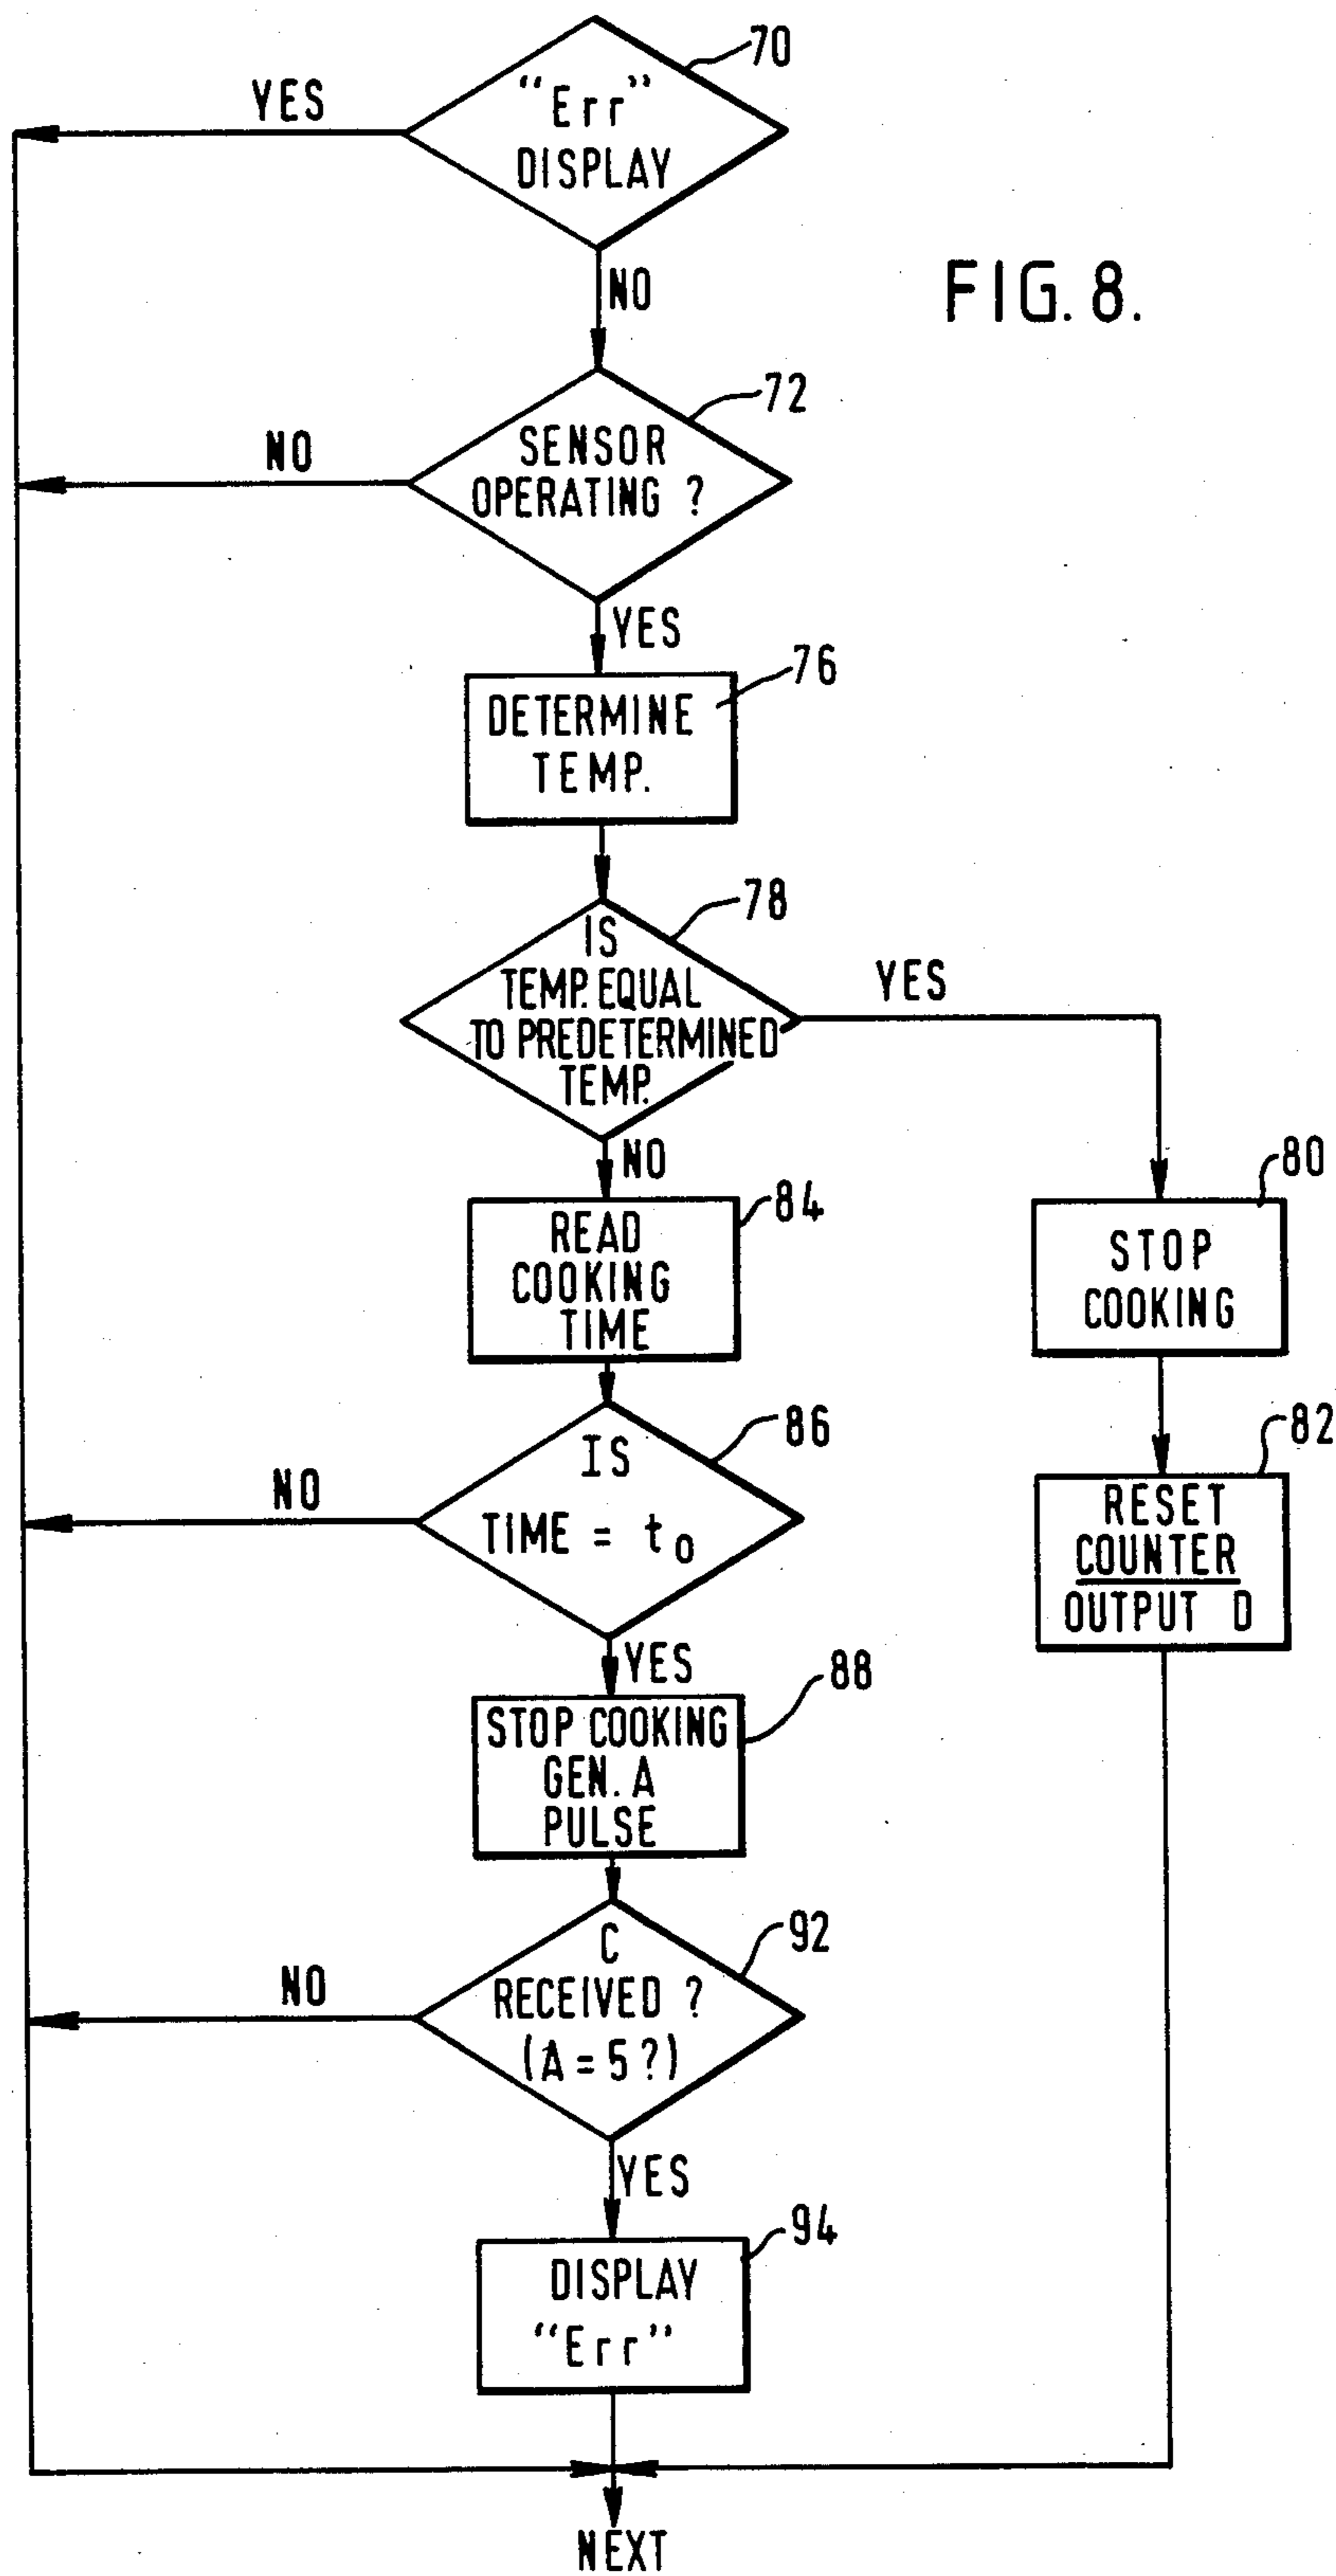 70
YES
"Err"
DISPLAY
NO
FIG. 8.
72
NO
SENSOR
OPERATING ?
YES
76
DETERMINE
TEMP.
78
IS
TEMP. EQUAL
TO PREDETERMINED
TEMP.
YES
NO
80
84
READ
COOKING
TIME
STOP
COOKING
86
82
IS
TIME = to
NO
RESET
COUNTER
OUTPUT D
YES
88
STOP COOKING
GEN. A
PULSE
92
C
RECEIVED ?
(A = 5 ?)
NO
YES
94
DISPLAY
"Err"
NEXT